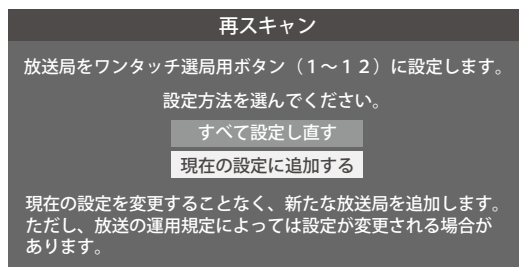 再スキャン
放送局をワンタッチ選局用ボタン（１～１２）に設定します。
設定方法を選んでください。
すべて設定し直す
現在の設定に追加する
現在の設定を変更することなく、新たな放送局を追加します。
ただし、放送の運用規定によっては設定が変更される場合が
あります。